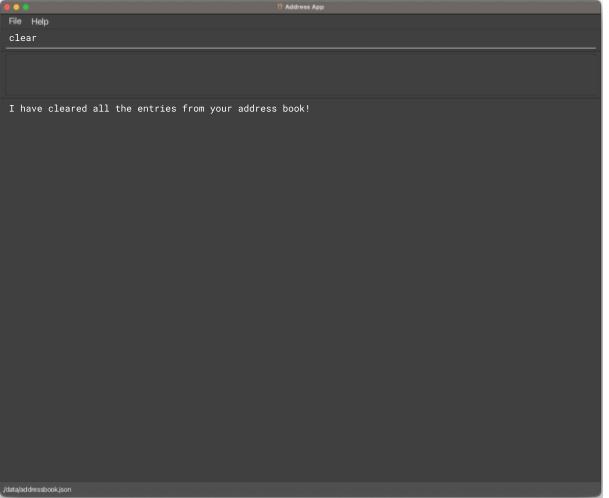 Address App
File Help
clear
I have cleared all the entries from your address book!
./data/addressbook.json